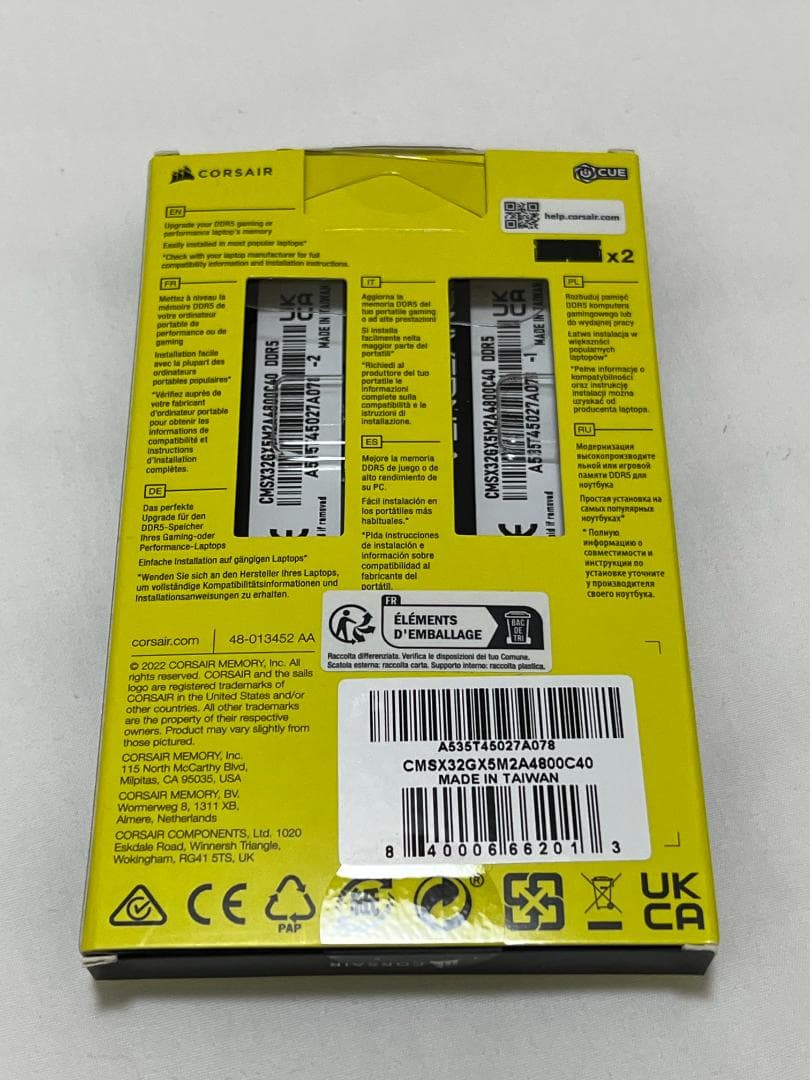 CORSAIR
CUE
help.corsair.com
x2
EN
Upgrade your DDR5 gaming or
performance laptop's memory
Easily installed in most popular laptops*
*Check with your laptop manufacturer for full
compatibility information and installation instructions.
FR
Mettez à niveau la
mémoire DDR5 de
votre ordinateur
portable de
performance ou de
gaming
Installation facile
avec la plupart des
ordinateurs
portables populaires*
*Vérifiez auprès de
votre fabricant
d'ordinateur portable
pour obtenir les
informations de
compatibilité et
instructions
d'installation
complètes.
DE
Das perfekte
Upgrade für den
DDR5-Speicher
Ihres Gaming-oder
Performance-Laptops
Einfache Installation auf gängigen Laptops*
*Wenden Sie sich an den Hersteller Ihres Laptops,
um vollständige Kompatibilitätsinformationen und
Installationsanweisungen zu erhalten.
CMSX32GX5M2A4800C40 DDR5
-2
UK
CA
MADE IN TAIWAN
if removed
IT
Aggiorna la
memoria DDR5 del
tuo portatile gaming
o ad alte prestazioni
Si installa
facilmente nella
maggior parte dei
portatili*
*Richiedi al
produttore del tuo
portatile le
informazioni
complete sulla
compatibilità e le
istruzioni di
installazione.
ES
Mejore la memoria
DDR5 de juego o de
alto rendimiento de
su PC.
Fácil instalación en
los portátiles más
habituales.*
*Pida instrucciones
de instalación e
información sobre
compatibilidad al
fabricante del
portátil.
CMSX32GX5M2A4800C40 DDR5
-1
UK
CA
MADE IN TAIWAN
if removed
PL
Rozbuduj pamięć
DDR5 komputera
gamingowego lub
do wydajnej pracy
Łatwa instalacja w
większości
popularnych
laptopów*
*Pełne informacje o
kompatybilności
oraz instrukcję
instalacji można
uzyskać od
producenta laptopa.
RU
Модернизация
высокопроизводите
льной или игровой
памяти DDR5 для
ноутбука
Простая установка на
самых популярных
ноутбуках*
* Полную
информацию о
совместимости и
инструкции по
установке уточните
у производителя
своего ноутбука.
FR
ÉLÉMENTS
D'EMBALLAGE
BAC
DE
TRI
Raccolta differenziata. Verifica le disposizioni del tuo Comune.
Scatola esterna: raccolta carta. Supporto interno: raccolta plastica.
corsair.com
48-013452 AA
© 2022 CORSAIR MEMORY, Inc. All
rights reserved. CORSAIR and the sails
logo are registered trademarks of
CORSAIR in the United States and/or
other countries. All other trademarks
are the property of their respective
owners. Product may vary slightly from
those pictured.
CORSAIR MEMORY, Inc.
115 North McCarthy Blvd,
Milpitas, CA 95035, USA
CORSAIR MEMORY, BV.
Wormerweg 8, 1311 XB,
Almere, Netherlands
CORSAIR COMPONENTS, Ltd. 1020
Eskdale Road, Winnersh Triangle,
Wokingham, RG41 5TS, UK
A535T45027A078
CMSX32GX5M2A4800C40
MADE IN TAIWAN
8 40006 66201 3
CE
PAP
®
UK
CA
CORSAIR